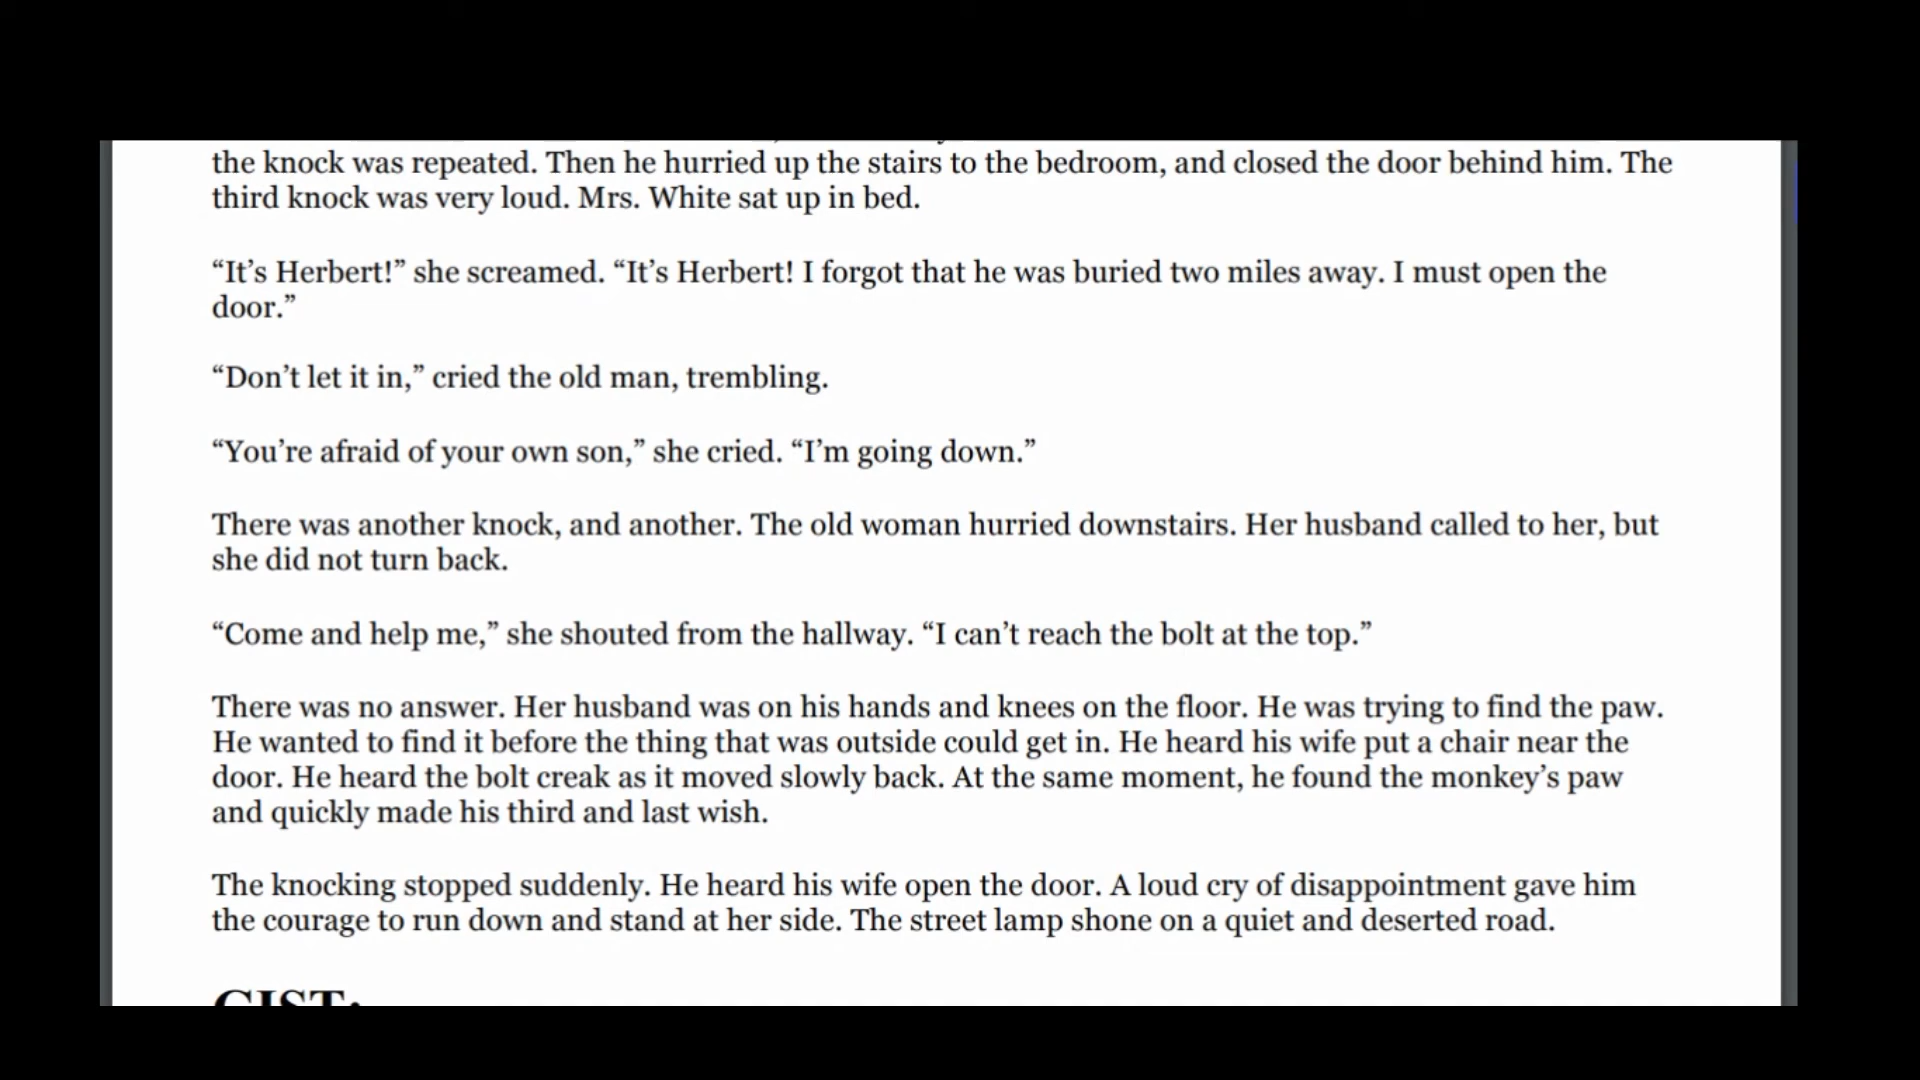 the knock was repeated. Then he hurried up the stairs to the bedroom, and closed the door behind him. The
third knock was very loud. Mrs. White sat up in bed.
“It’s Herbert!” she screamed. “It’s Herbert! I forgot that he was buried two miles away. I must open the
door.”
“Don’t let it in,” cried the old man, trembling.
“You’re afraid of your own son,” she cried. “I’m going down.”
There was another knock, and another. The old woman hurried downstairs. Her husband called to her, but
she did not turn back.
“Come and help me,” she shouted from the hallway. “I can’t reach the bolt at the top.”
There was no answer. Her husband was on his hands and knees on the floor. He was trying to find the paw.
He wanted to find it before the thing that was outside could get in. He heard his wife put a chair near the
door. He heard the bolt creak as it moved slowly back. At the same moment, he found the monkey’s paw
and quickly made his third and last wish.
The knocking stopped suddenly. He heard his wife open the door. A loud cry of disappointment gave him
the courage to run down and stand at her side. The street lamp shone on a quiet and deserted road.
GIST: